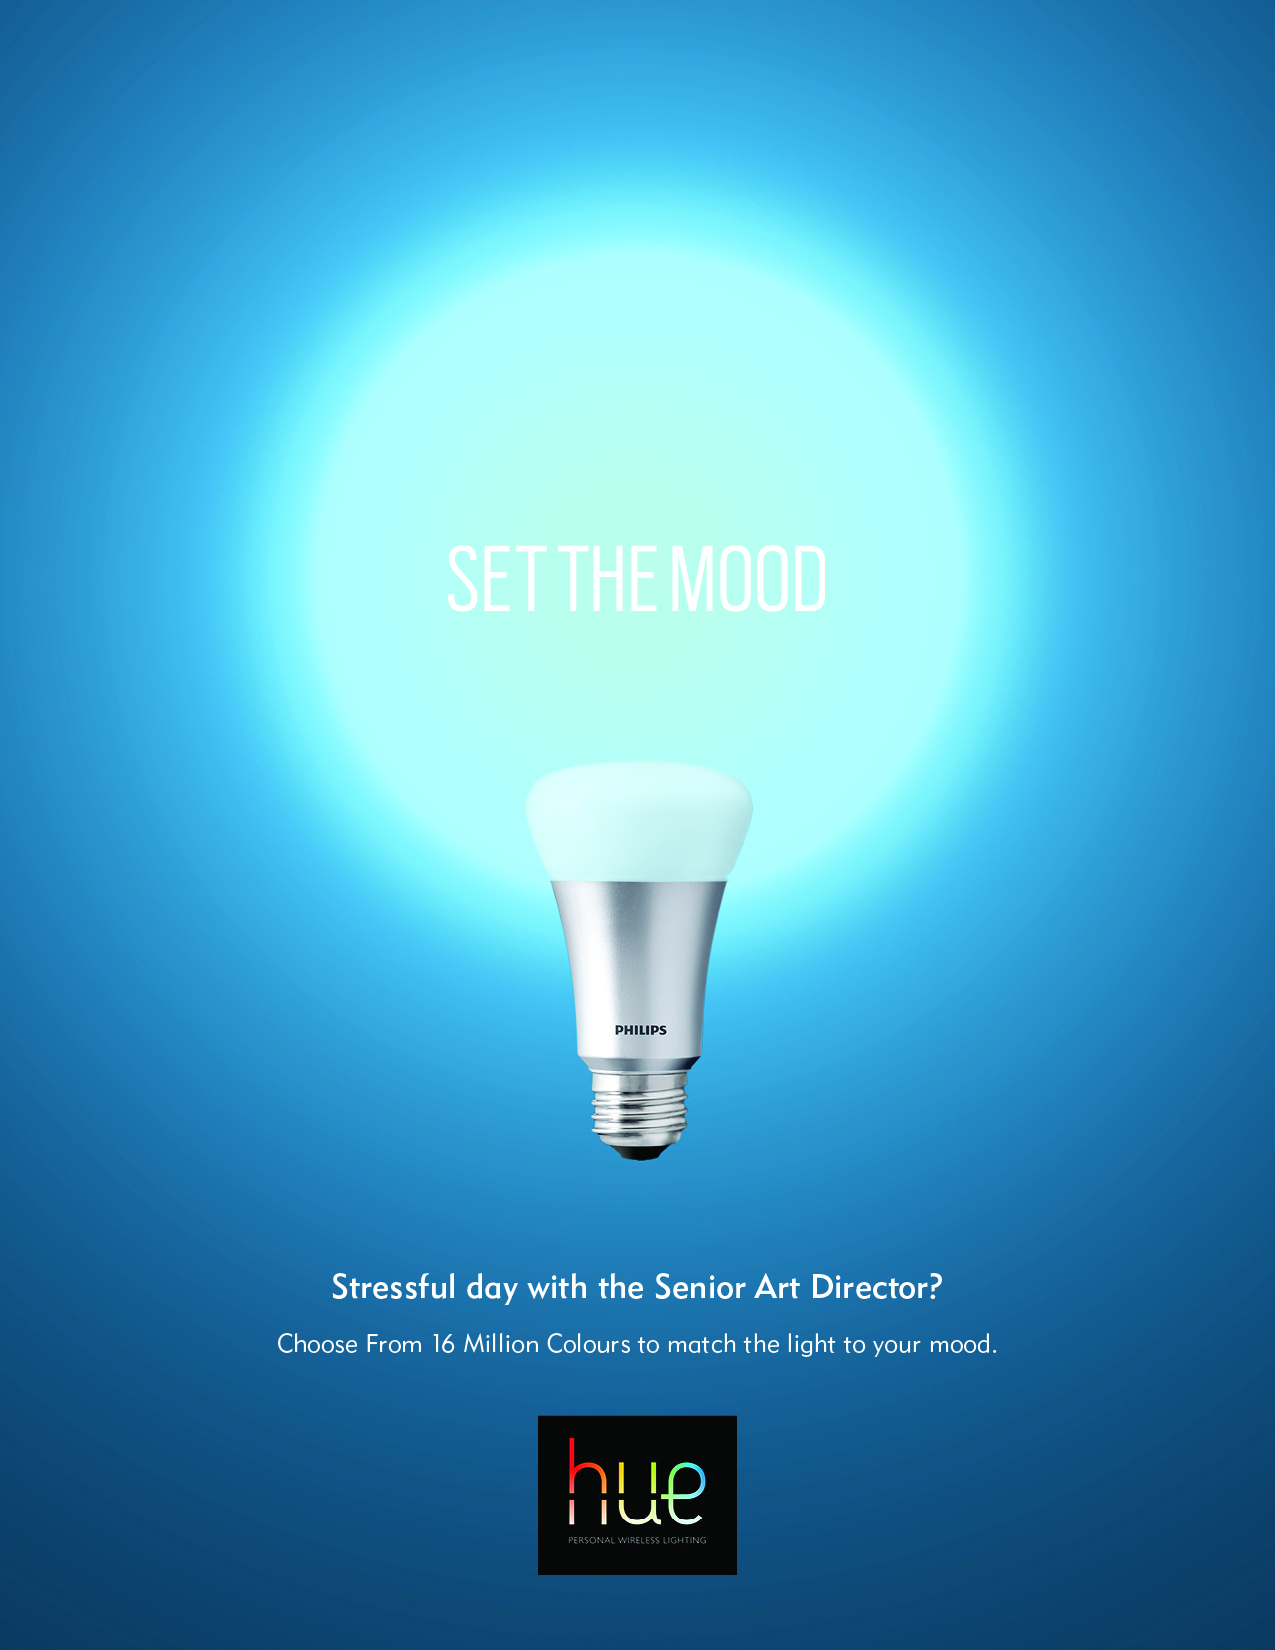 SET THE MOOD
PHILIPS
Stressful day with the Senior Art Director?
Choose From 16 Million Colours to match the light to your mood.
hue
PERSONAL WIRELESS LIGHTING